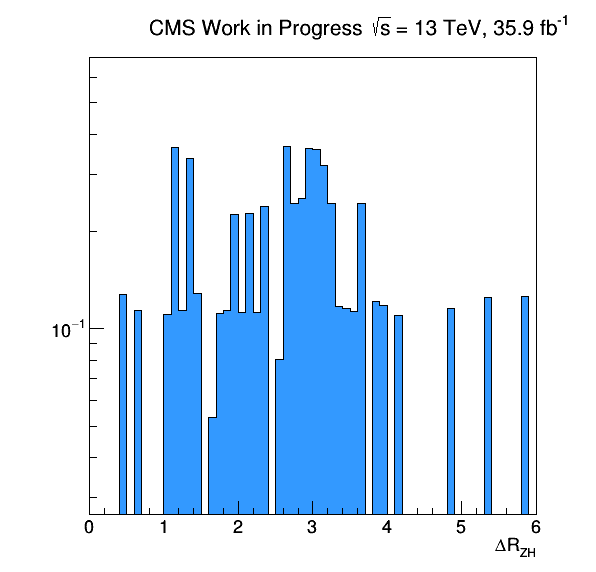 CMS Work in Progress √s = 13 TeV, 35.9 fb⁻¹
10⁻¹
0 1 2 3 4 5 6
ΔR_ZH